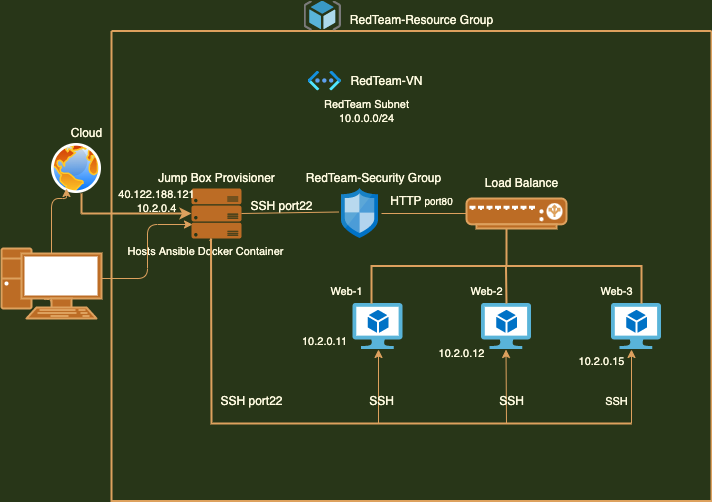 RedTeam-Resource Group
RedTeam-VN
RedTeam Subnet
10.0.0.0/24
Cloud
Jump Box Provisioner
RedTeam-Security Group
Load Balance
40.122.188.121
10.2.0.4
SSH port22
HTTP port80
Hosts Ansible Docker Container
Web-1
Web-2
Web-3
10.2.0.11
10.2.0.12
10.2.0.15
SSH port22
SSH
SSH
SSH